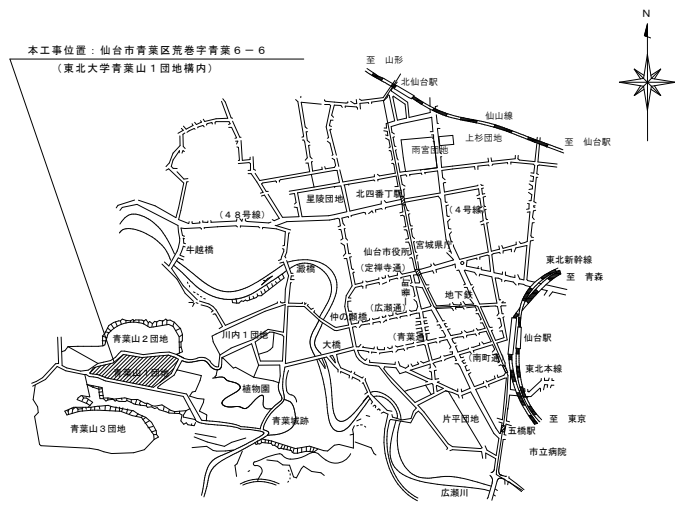 N
本工事位置：仙台市青葉区荒巻字青葉６－６
（東北大学青葉山１団地構内）
至　山形
北仙台駅
仙山線
上杉団地
至　仙台駅
雨宮団地
北四番丁駅
星陵団地
（４８号線）
（４号線）
宮城県庁
仙台市役所
（定禅寺通）
牛越橋
澱橋
東北新幹線
至　青森
地下鉄
（広瀬通）
仲の瀬橋
川内１団地
（青葉通）
仙台駅
大橋
青葉山２団地
（南町通）
東北本線
青葉山１団地
植物園
青葉山３団地
青葉城跡
片平団地
至　東京
五橋駅
市立病院
広瀬川